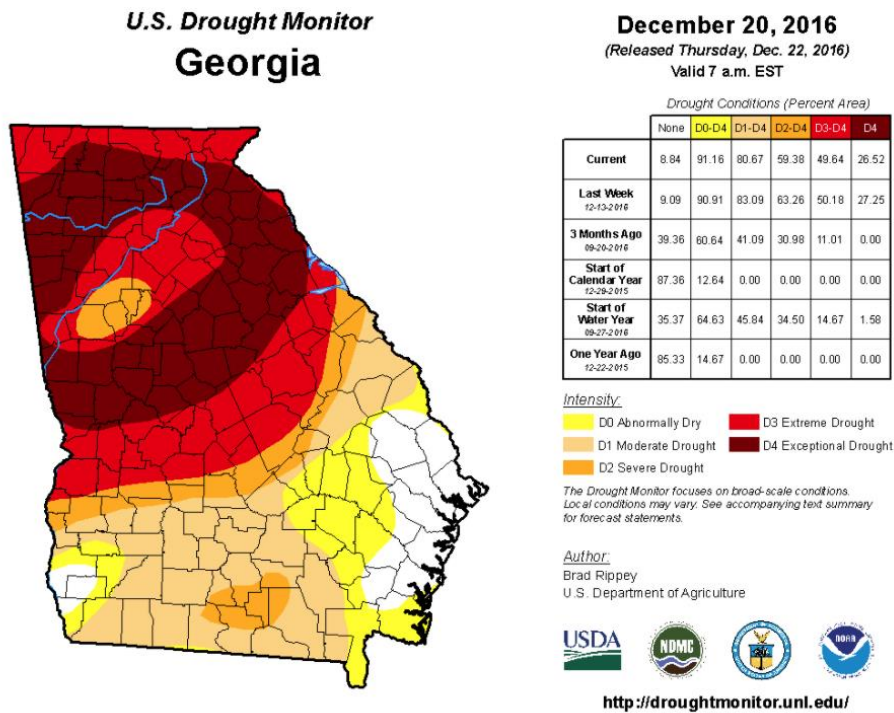 U.S. Drought Monitor
Georgia
December 20, 2016
(Released Thursday, Dec. 22, 2016)
Valid 7 a.m. EST
Drought Conditions (Percent Area)
None D0-D4 D1-D4 D2-D4 D3-D4 D4
Current 8.84 91.16 80.67 59.38 49.64 26.52
Last Week 9.09 90.91 83.09 63.26 50.18 27.25
12-13-2016
3 Months Ago 39.36 60.64 41.09 30.98 11.01 0.00
09-20-2016
Start of
Calendar Year 87.36 12.64 0.00 0.00 0.00 0.00
12-29-2015
Start of
Water Year 35.37 64.63 45.84 34.50 14.67 1.58
09-27-2016
One Year Ago 85.33 14.67 0.00 0.00 0.00 0.00
12-22-2015
Intensity:
D0 Abnormally Dry D3 Extreme Drought
D1 Moderate Drought D4 Exceptional Drought
D2 Severe Drought
The Drought Monitor focuses on broad-scale conditions.
Local conditions may vary. See accompanying text summary
for forecast statements.
Author:
Brad Rippey
U.S. Department of Agriculture
USDA NDMC NOAA
http://droughtmonitor.unl.edu/